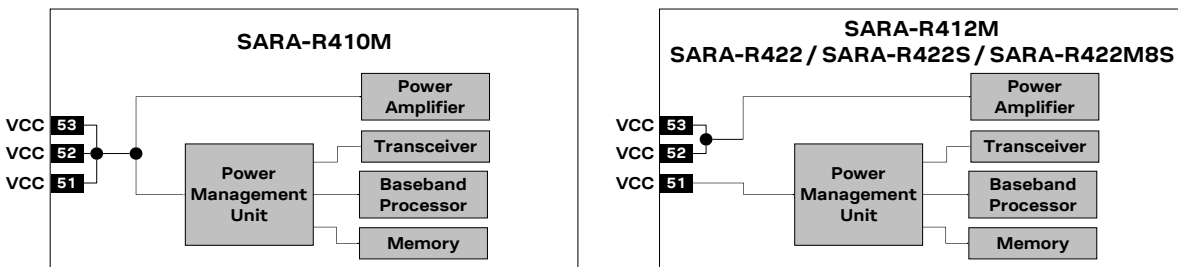 SARA-R410M
Power
Amplifier
VCC 53
VCC 52
VCC 51
Transceiver
Power
Management
Unit
Baseband
Processor
Memory
SARA-R412M
SARA-R422 / SARA-R422S / SARA-R422M8S
Power
Amplifier
VCC 53
VCC 52
VCC 51
Transceiver
Power
Management
Unit
Baseband
Processor
Memory